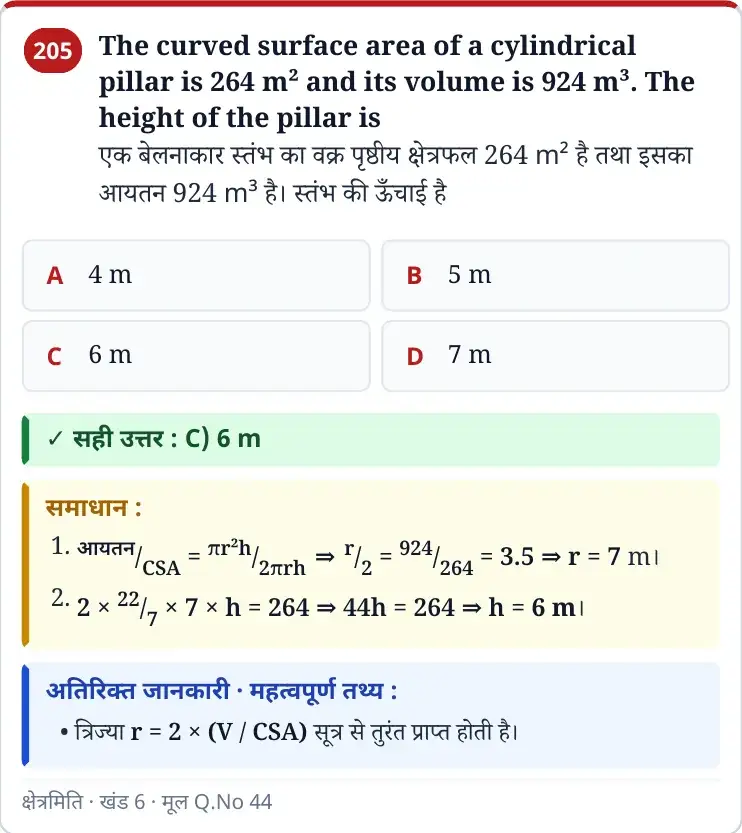 205
The curved surface area of a cylindrical
pillar is 264 m² and its volume is 924 m³. The
height of the pillar is
एक बेलनाकार स्तंभ का वक्र पृष्ठीय क्षेत्रफल 264 m² है तथा इसका
आयतन 924 m³ है। स्तंभ की ऊँचाई है
A 4 m
B 5 m
C 6 m
D 7 m
✓ सही उत्तर : C) 6 m
समाधान :
1. आयतन/CSA = πr²h/2πrh ⇒ r/2 = 924/264 = 3.5 ⇒ r = 7 m।
2. 2 × 22/7 × 7 × h = 264 ⇒ 44h = 264 ⇒ h = 6 m।
अतिरिक्त जानकारी · महत्वपूर्ण तथ्य :
• त्रिज्या r = 2 × (V / CSA) सूत्र से तुरंत प्राप्त होती है।
क्षेत्रमिति · खंड 6 · मूल Q.No 44